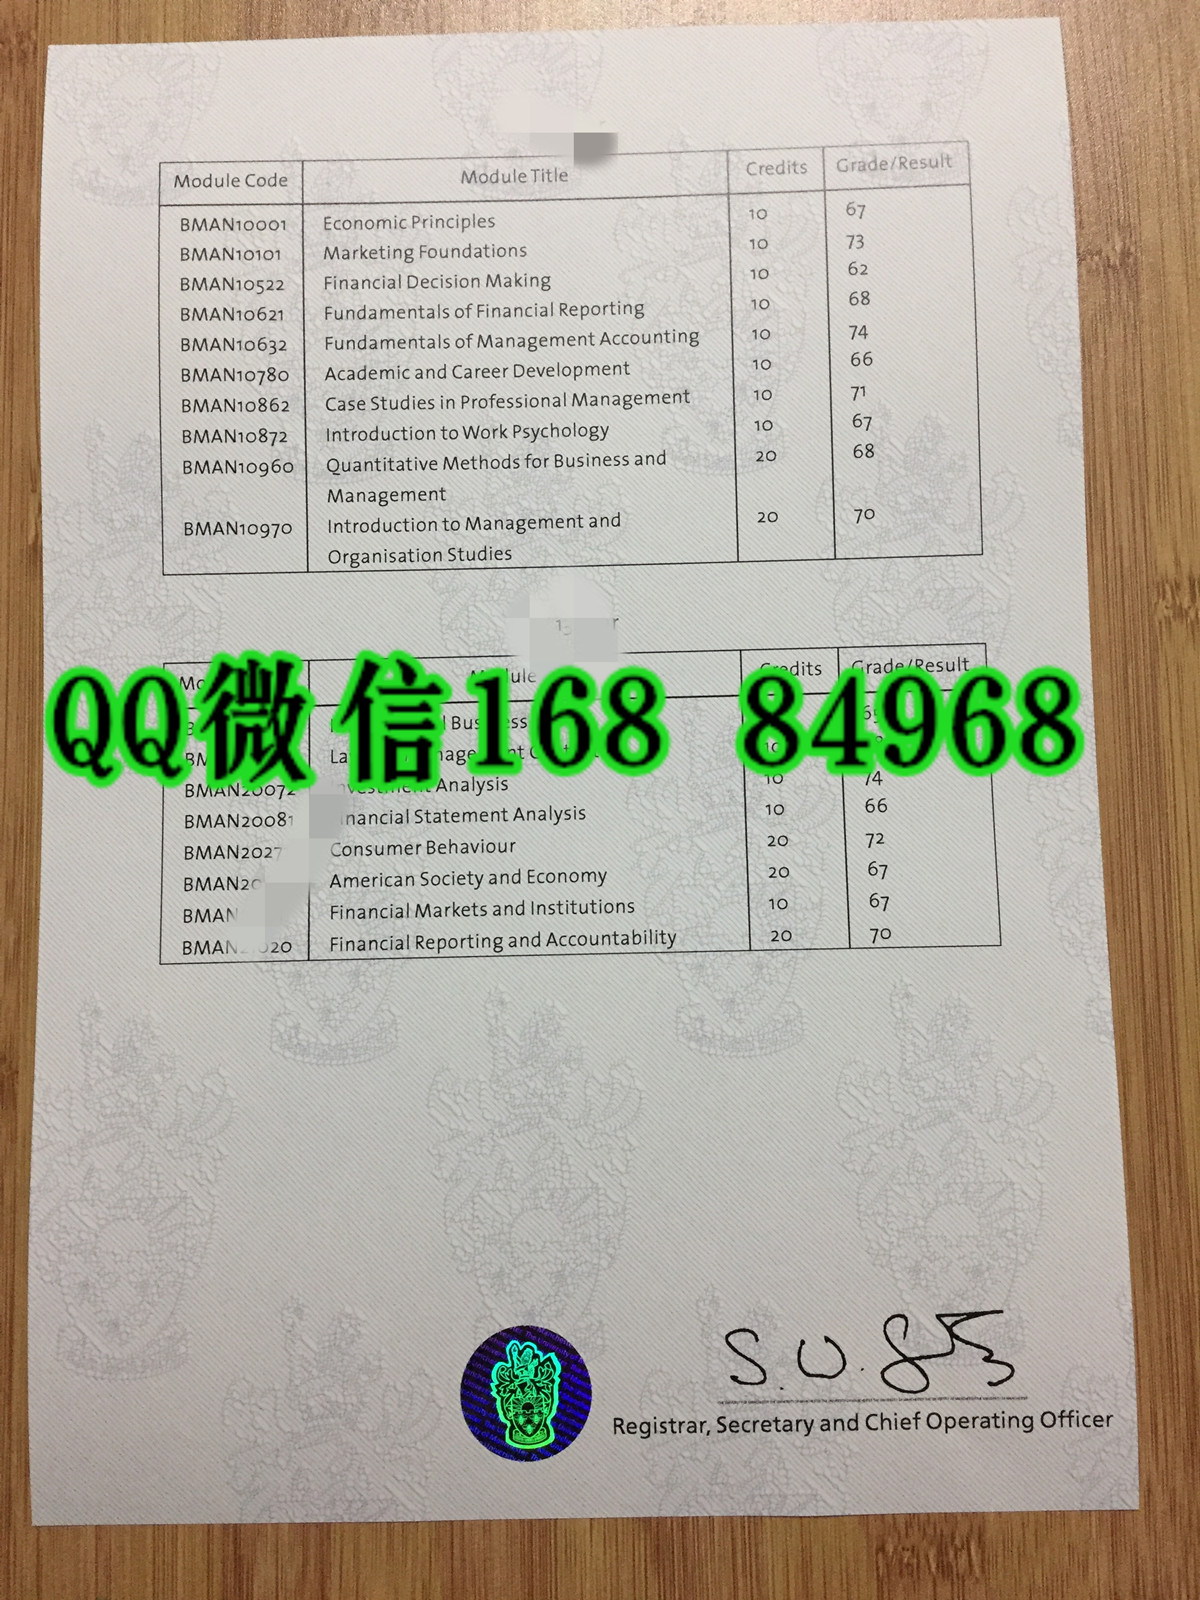 Module Code Module Title Credits Grade/Result
BMAN10001 Economic Principles 10 67
BMAN10101 Marketing Foundations 10 73
BMAN10522 Financial Decision Making 10 62
BMAN10621 Fundamentals of Financial Reporting 10 68
BMAN10632 Fundamentals of Management Accounting 10 74
BMAN10780 Academic and Career Development 10 66
BMAN10862 Case Studies in Professional Management 10 71
BMAN10872 Introduction to Work Psychology 10 67
BMAN10960 Quantitative Methods for Business and 20 68
Management
BMAN10970 Introduction to Management and 20 70
Organisation Studies
Credits Grade/Result
QQ微信168 84968
10
BMAN20072 Analysis 10 74
BMAN20081 Financial Statement Analysis 10 66
Consumer Behaviour 20 72
American Society and Economy 20 67
Financial Markets and Institutions 10 67
Financial Reporting and Accountability 20 70
Registrar, Secretary and Chief Operating Officer